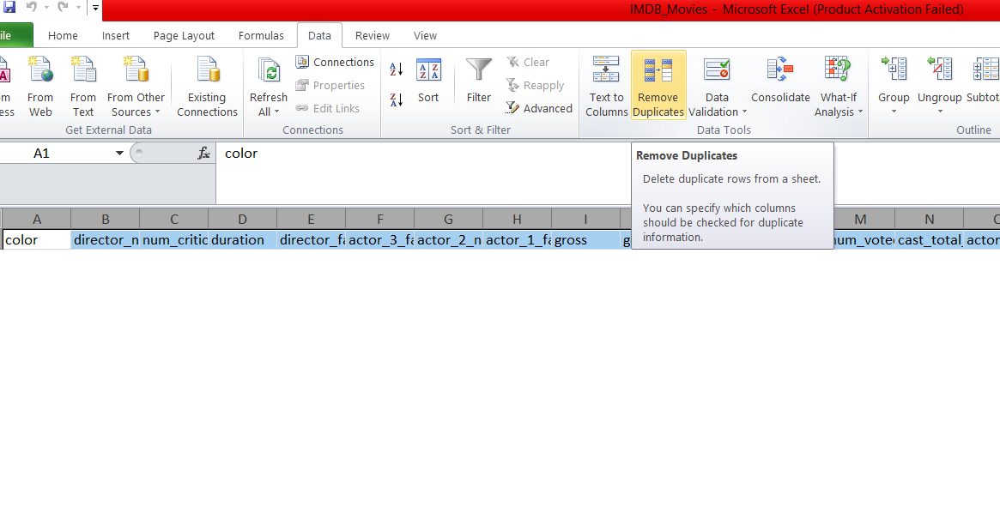 IMDB_Movies - Microsoft Excel (Product Activation Failed)
ile Home Insert Page Layout Formulas Data Review View
m
ess
From
Web
From
Text
From Other
Sources
Existing
Connections
Refresh
All
Connections
Properties
Edit Links
Sort
Filter
Clear
Reapply
Advanced
Text to
Columns
Remove
Duplicates
Data
Validation
Consolidate
What-If
Analysis
Group
Ungroup
Subtot
Get External Data Connections Sort & Filter Data Tools Outline
A1 fx color
Remove Duplicates
Delete duplicate rows from a sheet.
You can specify which columns
should be checked for duplicate
information.
A B C D E F G H I M N
color director_n num_critic duration director_fa actor_3_fa actor_2_n actor_1_fa gross g um_voted cast_total_ actor